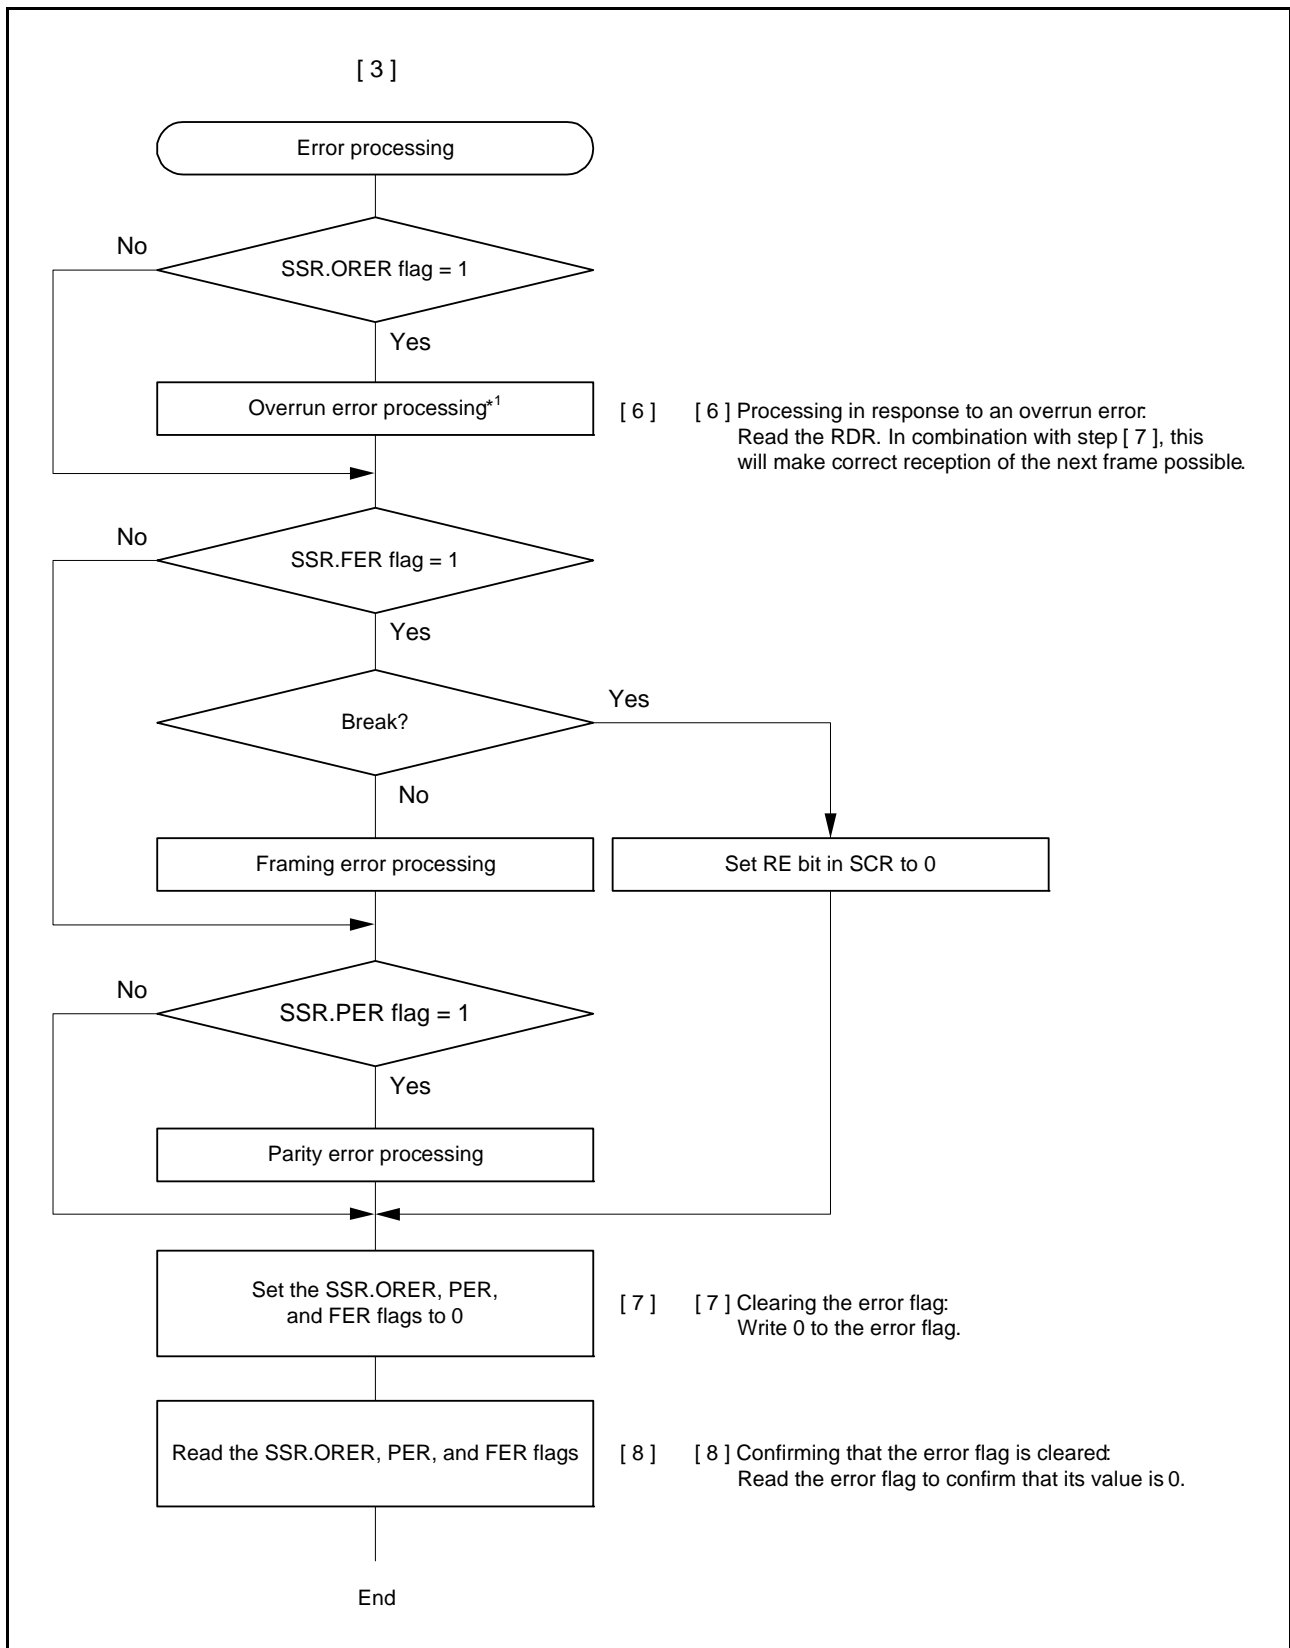 [ 3 ]
Error processing
No
SSR.ORER flag = 1
Yes
Overrun error processing*1
[ 6 ]
[ 6 ] Processing in response to an overrun error:
Read the RDR. In combination with step [ 7 ], this
will make correct reception of the next frame possible.
No
SSR.FER flag = 1
Yes
Break?
Yes
No
Framing error processing
Set RE bit in SCR to 0
No
SSR.PER flag = 1
Yes
Parity error processing
Set the SSR.ORER, PER,
and FER flags to 0
[ 7 ]
[ 7 ] Clearing the error flag:
Write 0 to the error flag.
Read the SSR.ORER, PER, and FER flags
[ 8 ]
[ 8 ] Confirming that the error flag is cleared:
Read the error flag to confirm that its value is 0.
End